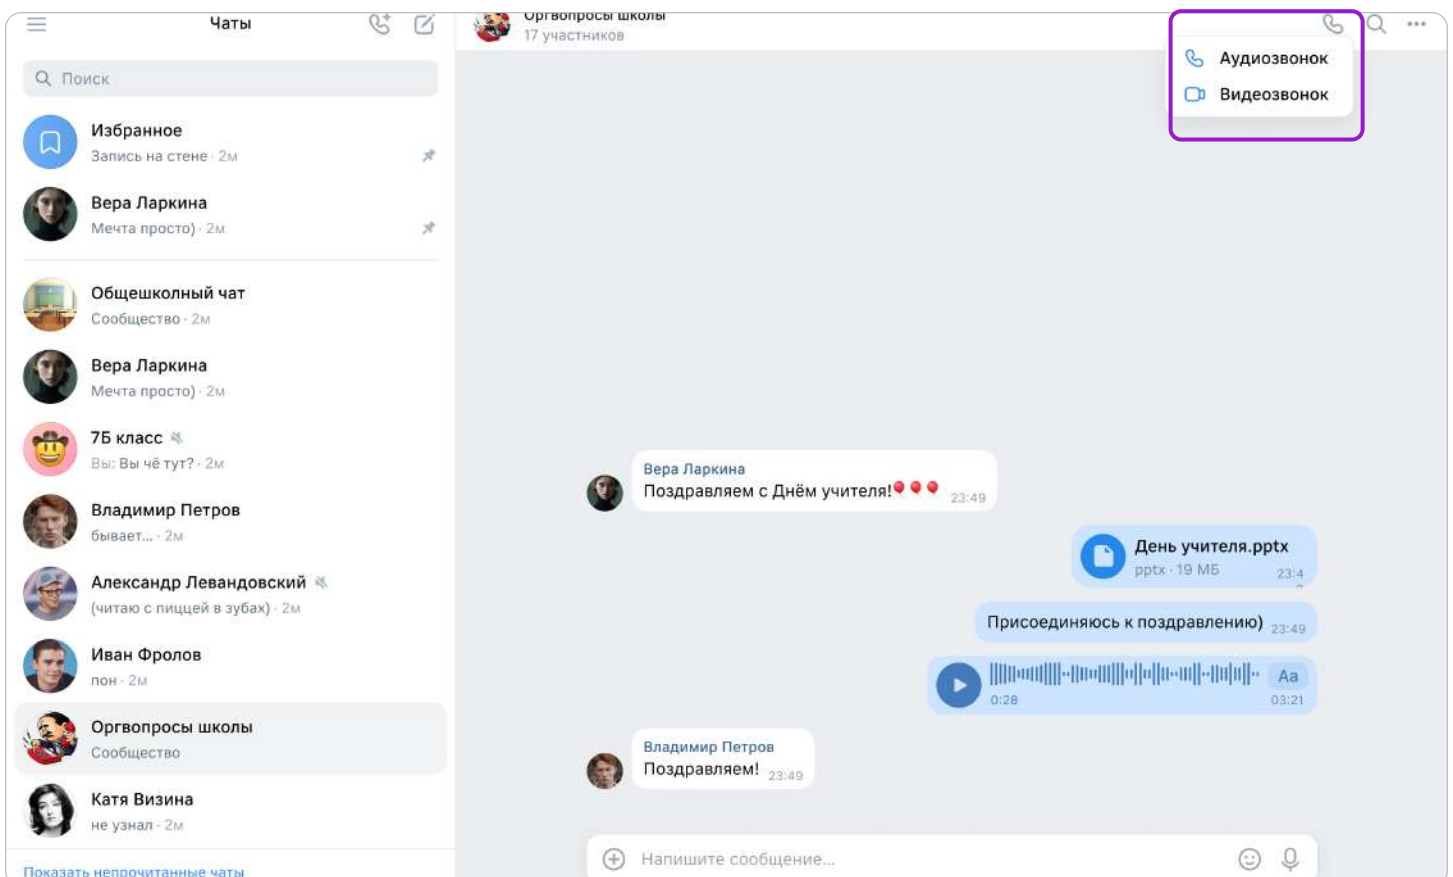 Чаты
Поиск
Избранное
Запись на стене · 2м
Вера Ларкина
Мечта просто) · 2м
Общешкольный чат
Сообщество · 2м
Вера Ларкина
Мечта просто) · 2м
7Б класс
Вы: Вы чё тут? · 2м
Владимир Петров
бывает... · 2м
Александр Левандовский
(читаю с пиццей в зубах) · 2м
Иван Фролов
пон · 2м
Оргвопросы школы
Сообщество
Катя Визина
не узнал · 2м
Показать непрочитанные чаты
Оргвопросы школы
17 участников
Аудиозвонок
Видеозвонок
Вера Ларкина
Поздравляем с Днём учителя! 23:49
День учителя.pptx
pptx · 19 МБ 23:4
Присоединяюсь к поздравлению) 23:49
Aa
0:28 03:21
Владимир Петров
Поздравляем! 23:49
Напишите сообщение...